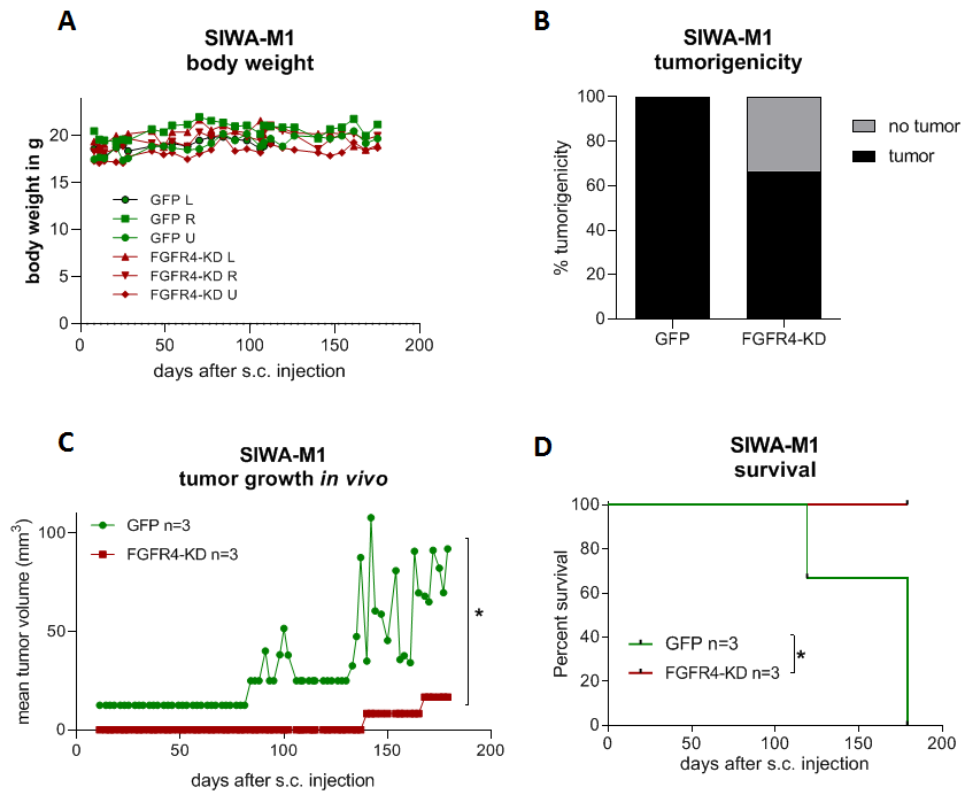 A
SIWA-M1
body weight
body weight in g
20
15
10
5
0
GFP L
GFP R
GFP U
FGFR4-KD L
FGFR4-KD R
FGFR4-KD U
0 50 100 150 200
days after s.c. injection
B
SIWA-M1
tumorigenicity
% tumorigenicity
100
80
60
40
20
0
no tumor
tumor
GFP FGFR4-KD
C
SIWA-M1
tumor growth in vivo
mean tumor volume (mm³)
100
50
0
GFP n=3
FGFR4-KD n=3
*
0 50 100 150 200
days after s.c. injection
D
SIWA-M1
survival
Percent survival
100
80
60
40
20
0
GFP n=3
FGFR4-KD n=3
*
0 50 100 150 200
days after s.c. injection